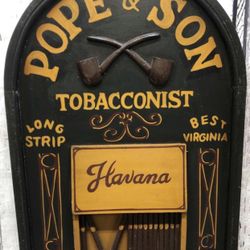 POPE & SON
TOBACCONIST
LONG
STRIP
BEST
VIRGINIA
Havana